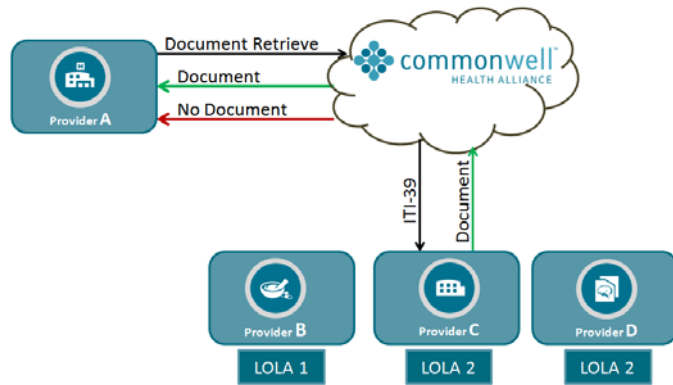 Document Retrieve
Document
No Document
Provider A
commonwell™
HEALTH ALLIANCE
ITI-39
Document
Provider B
Provider C
Provider D
LOLA 1
LOLA 2
LOLA 2